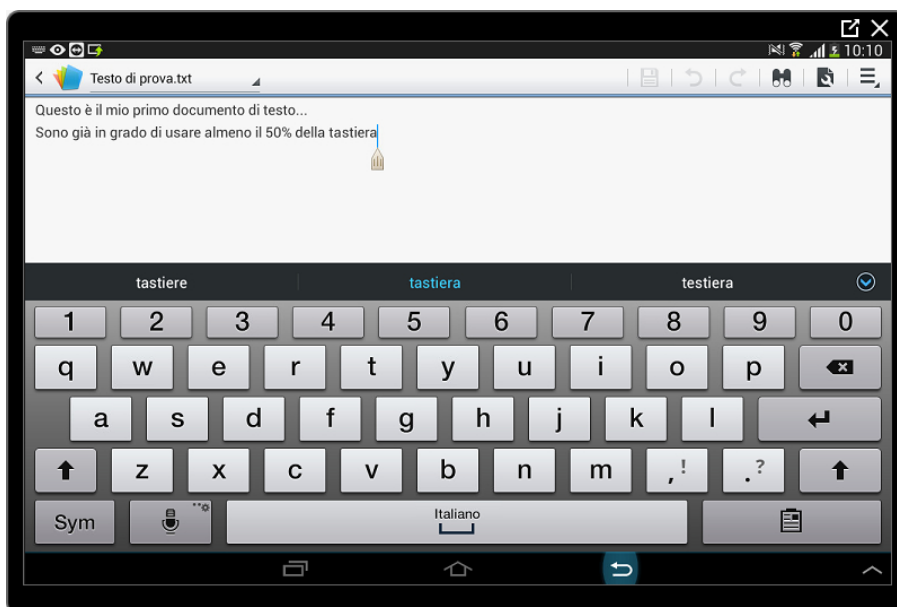 10:10
Testo di prova.txt
Questo è il mio primo documento di testo...
Sono già in grado di usare almeno il 50% della tastiera
tastiere tastiera testiera
1 2 3 4 5 6 7 8 9 0
q w e r t y u i o p
a s d f g h j k l
z x c v b n m ,! .?
Sym Italiano